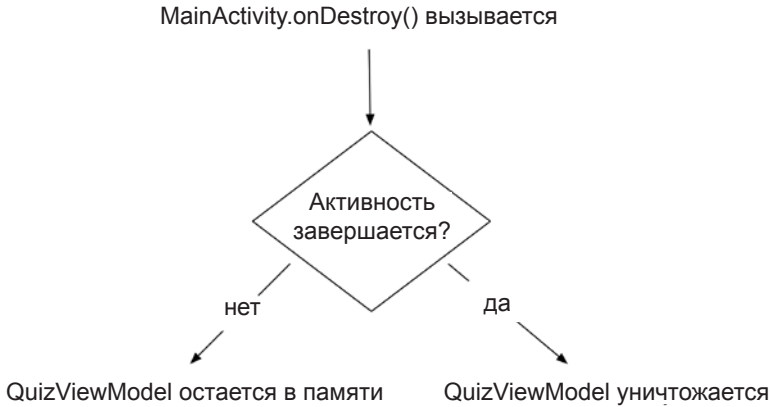 MainActivity.onDestroy() вызывается
Активность
завершается?
нет
да
QuizViewModel остается в памяти
QuizViewModel уничтожается